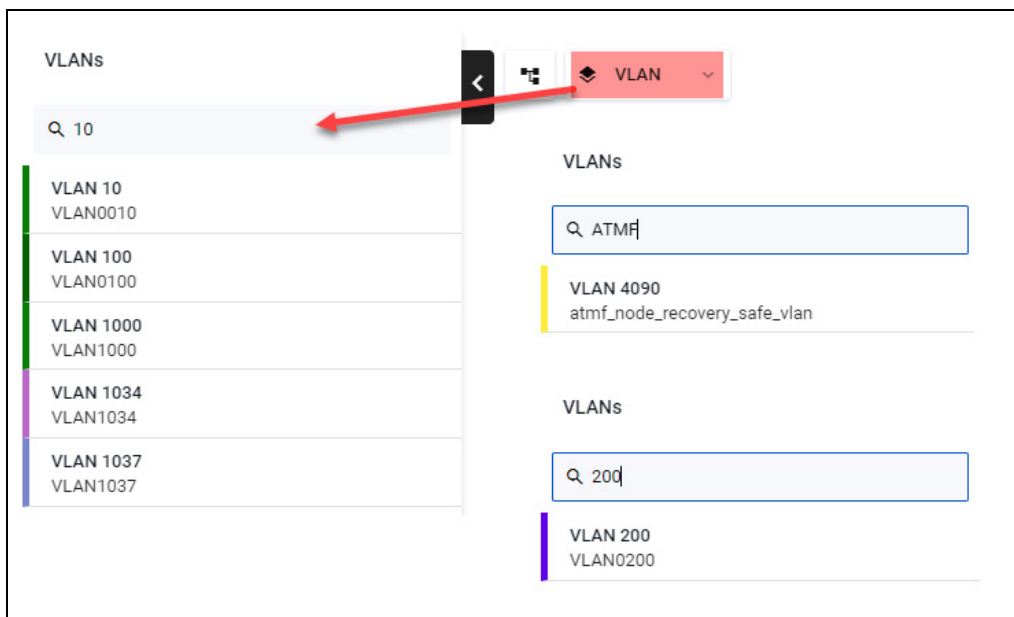 VLANs
10
VLAN 10
VLAN0010
VLAN 100
VLAN0100
VLAN 1000
VLAN1000
VLAN 1034
VLAN1034
VLAN 1037
VLAN1037
VLAN
VLANs
ATMF
VLAN 4090
atmf_node_recovery_safe_vlan
VLANs
200
VLAN 200
VLAN0200